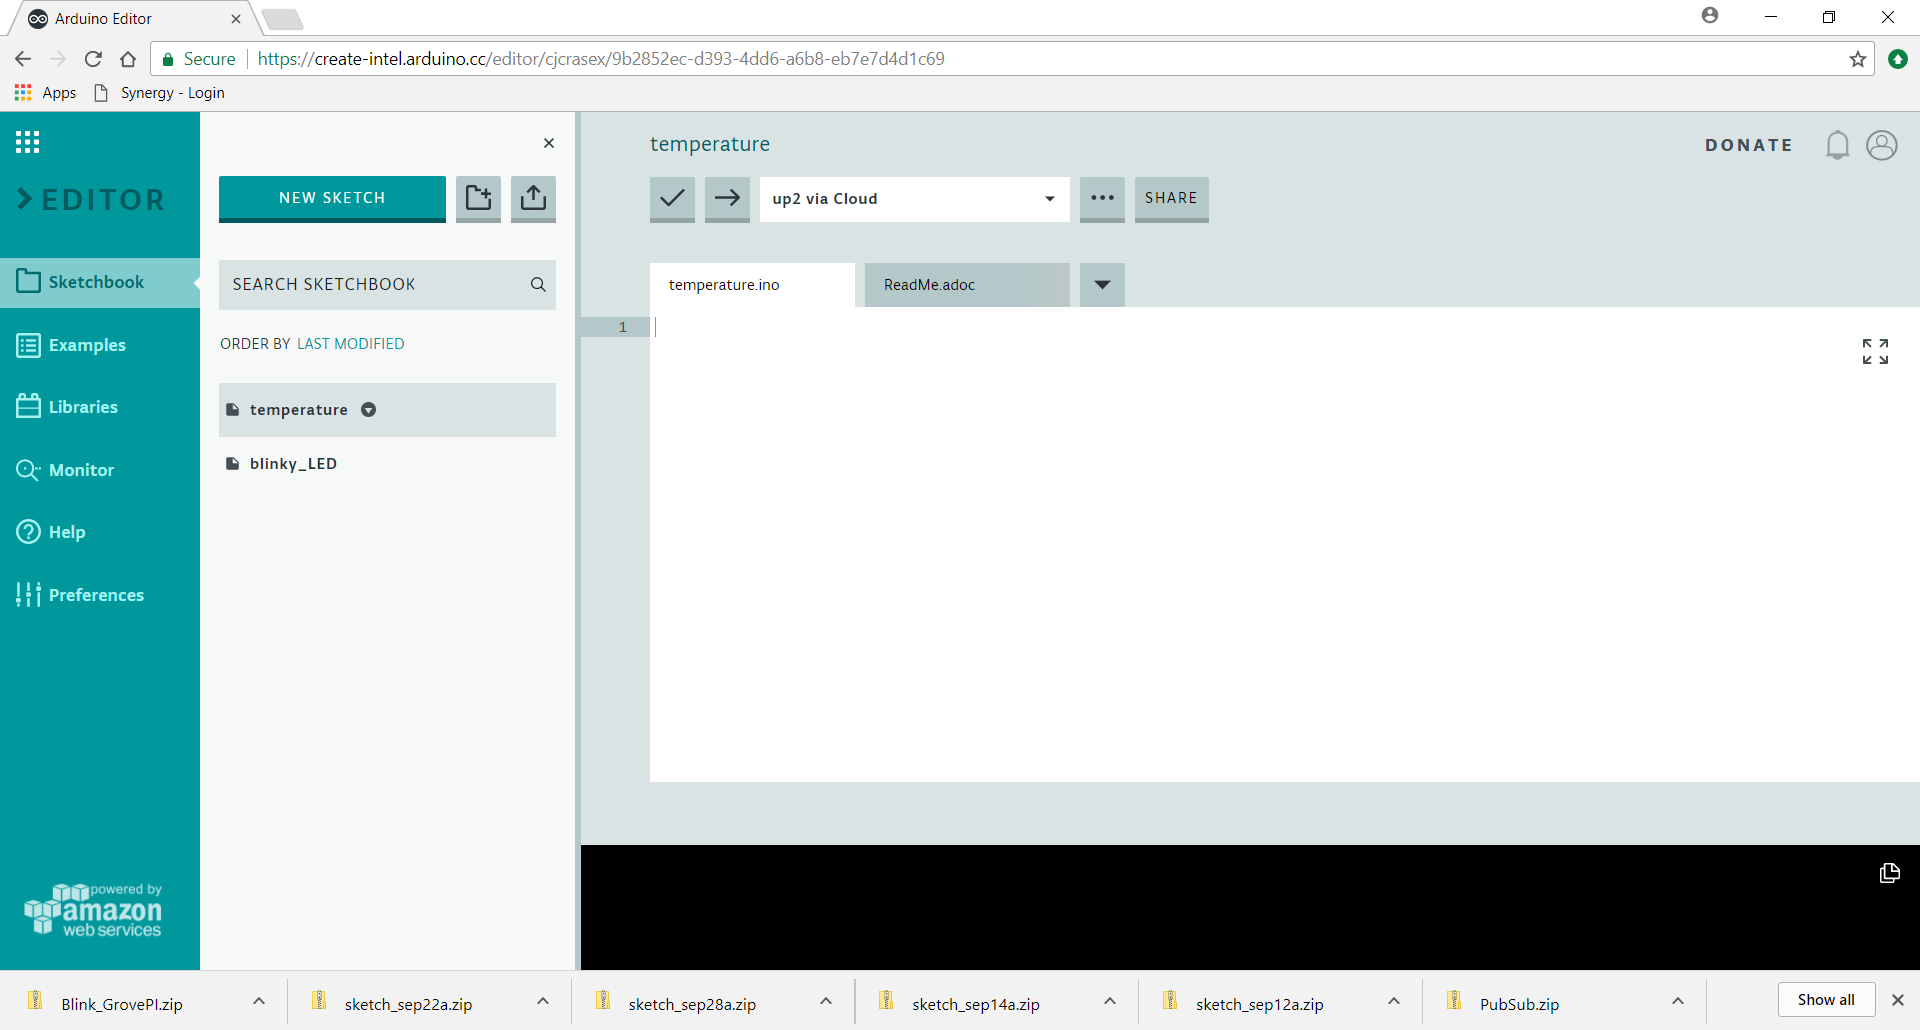 Arduino Editor
Secure https://create-intel.arduino.cc/editor/cjcrasex/9b2852ec-d393-4dd6-a6b8-eb7e7d4d1c69
Apps Synergy - Login
EDITOR
Sketchbook
Examples
Libraries
Monitor
Help
Preferences
powered by
amazon
web services
NEW SKETCH
SEARCH SKETCHBOOK
ORDER BY LAST MODIFIED
temperature
blinky_LED
temperature
DONATE
up2 via Cloud
SHARE
temperature.ino ReadMe.adoc
1
Blink_GrovePI.zip sketch_sep22a.zip sketch_sep28a.zip sketch_sep14a.zip sketch_sep12a.zip PubSub.zip Show all